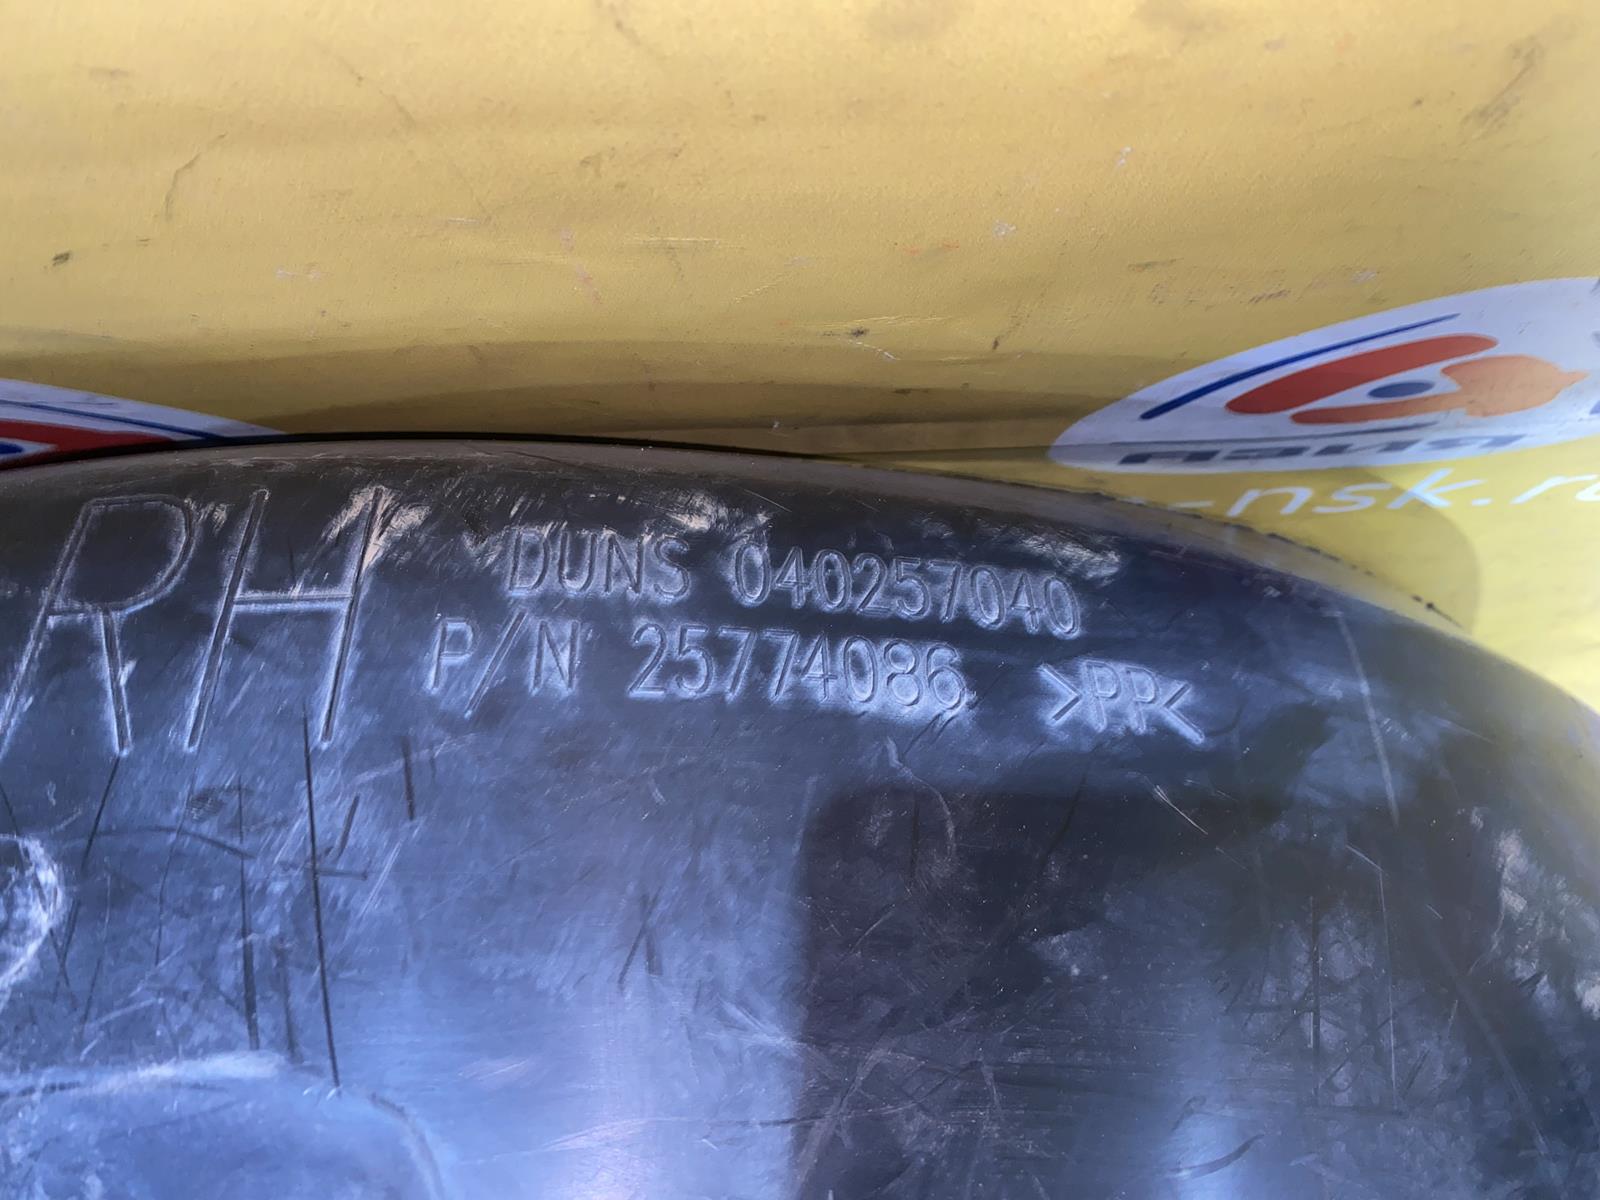 RH
DUNS 040257040
P/N 25774086 >PP<
-nsk.r